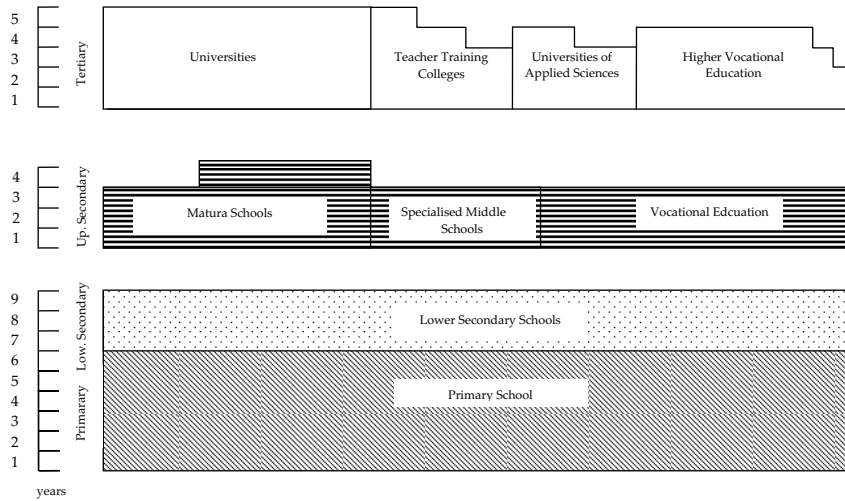 5
4
3
2
1
Tertiary
Universities
Teacher Training
Colleges
Universities of
Applied Sciences
Higher Vocational
Education
4
3
2
1
Up. Secondary
Matura Schools
Specialised Middle
Schools
Vocational Edcuation
9
8
7
Low. Secondary
Lower Secondary Schools
6
5
4
3
2
1
Primarary
Primary School
years